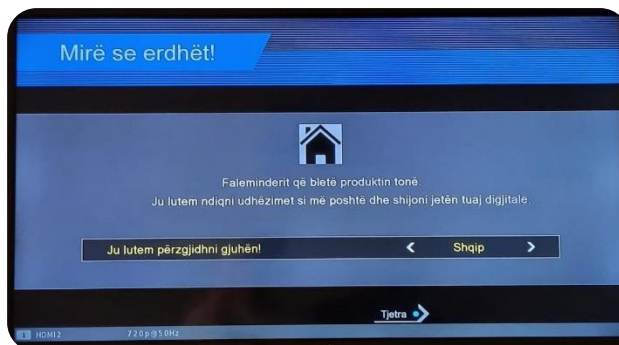 Mirë se erdhët!
Faleminderit që bletë produktin tonë.
Ju lutem ndiqni udhëzimet si më poshtë dhe shijoni jetën tuaj digjitale
Ju lutem përzgjidhni gjuhën! < Shqip >
Tjetra
1 HDMI2 720p@50Hz